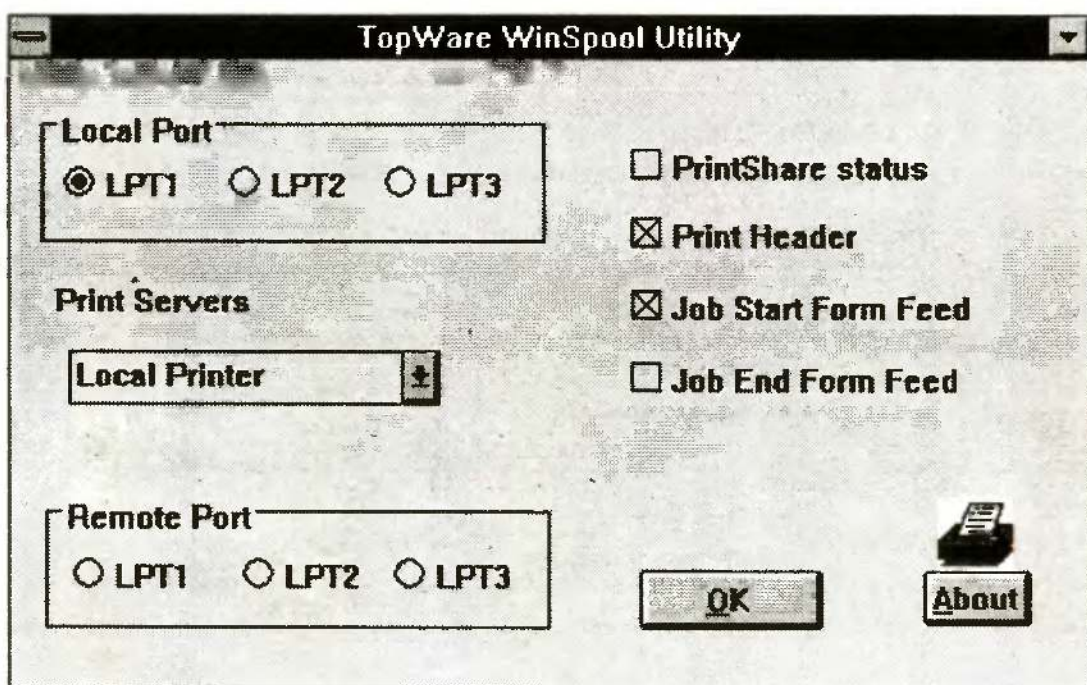 TopWare WinSpool Utility
Local Port
LPT1 LPT2 LPT3
PrintShare status
Print Header
Print Servers
Job Start Form Feed
Local Printer
Job End Form Feed
Remote Port
LPT1 LPT2 LPT3
OK
About